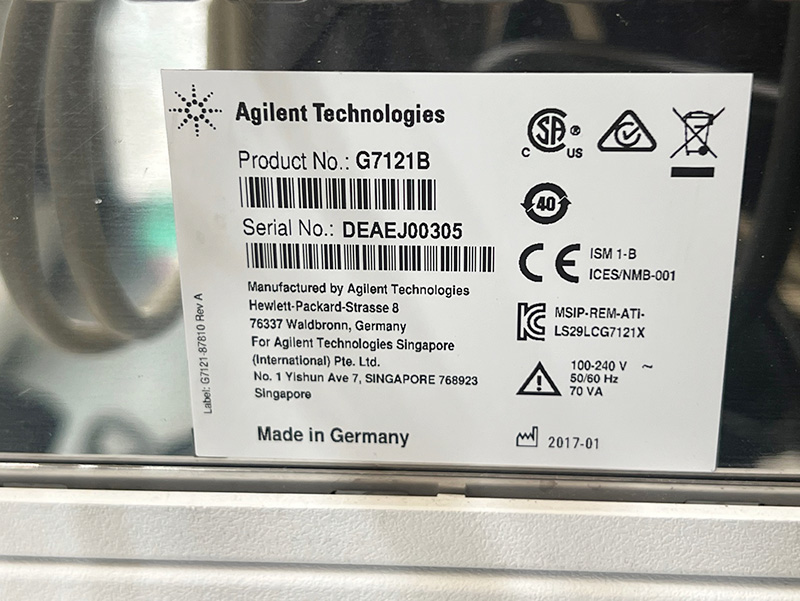 Agilent Technologies
Product No.: G7121B
Serial No.: DEAEJ00305
Manufactured by Agilent Technologies
Hewlett-Packard-Strasse 8
76337 Waldbronn, Germany
For Agilent Technologies Singapore
(International) Pte. Ltd.
No. 1 Yishun Ave 7, SINGAPORE 768923
Singapore
Made in Germany
Label: G7121-87810 Rev A
C SA ® US
40
CE ISM 1-B
ICES/NMB-001
MSIP-REM-ATI-
LS29LCG7121X
100-240 V ~
50/60 Hz
70 VA
2017-01